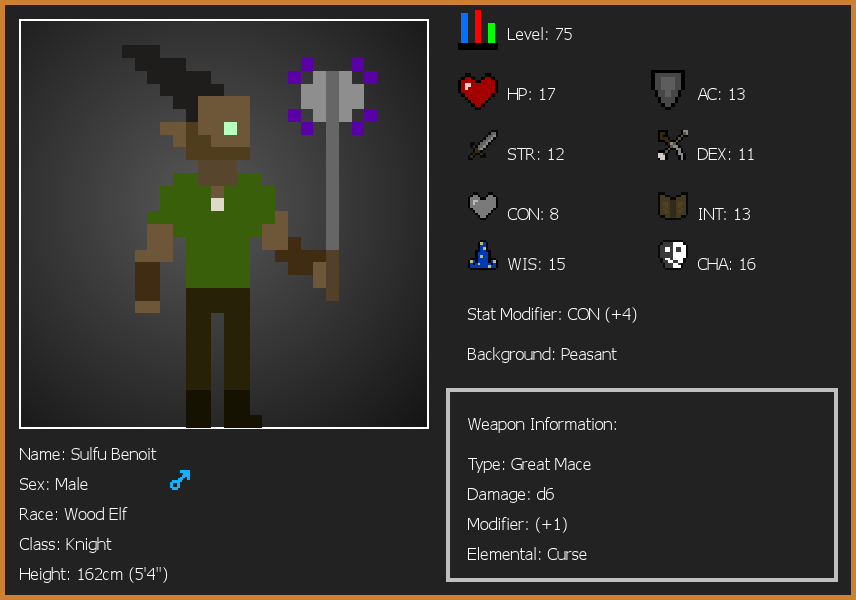 Level: 75
HP: 17
AC: 13
STR: 12
DEX: 11
CON: 8
INT: 13
WIS: 15
CHA: 16
Stat Modifier: CON (+4)
Background: Peasant
Weapon Information:
Type: Great Mace
Damage: d6
Modifier: (+1)
Elemental: Curse
Name: Sulfu Benoit
Sex: Male
Race: Wood Elf
Class: Knight
Height: 162cm (5'4")